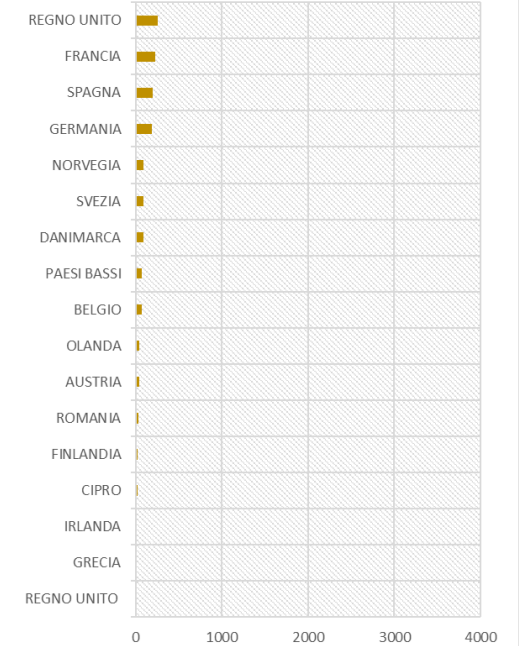 REGNO UNITO
FRANCIA
SPAGNA
GERMANIA
NORVEGIA
SVEZIA
DANIMARCA
PAESI BASSI
BELGIO
OLANDA
AUSTRIA
ROMANIA
FINLANDIA
CIPRO
IRLANDA
GRECIA
REGNO UNITO
0 1000 2000 3000 4000